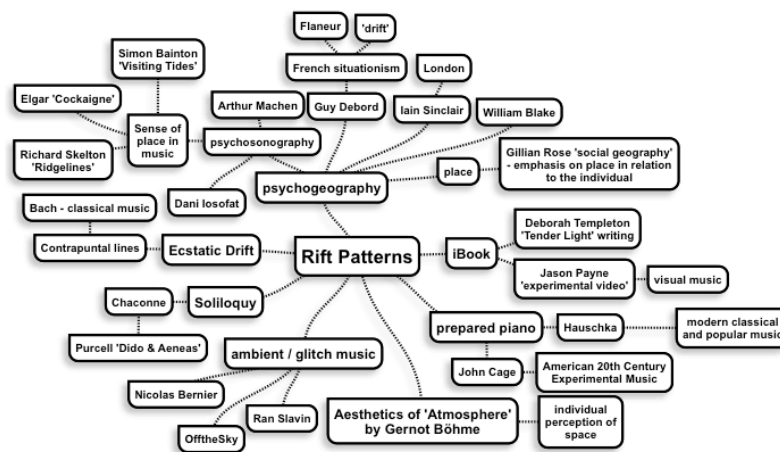 Flaneur
'drift'
Simon Bainton
'Visiting Tides'
French situationism
London
Elgar 'Cockaigne'
Arthur Machen
Guy Debord
Iain Sinclair
William Blake
Sense of
place in
music
psychosonography
Richard Skelton
'Ridgelines'
Gillian Rose 'social geography'
- emphasis on place in relation
to the individual
place
psychogeography
Dani Iosofat
Bach - classical music
Deborah Templeton
'Tender Light' writing
Contrapuntal lines
Ecstatic Drift
Rift Patterns
iBook
Jason Payne
'experimental video'
visual music
Chaconne
Soliloquy
prepared piano
Hauschka
modern classical
and popular music
Purcell 'Dido & Aeneas'
ambient / glitch music
John Cage
American 20th Century
Experimental Music
Nicolas Bernier
Ran Slavin
OfftheSky
Aesthetics of 'Atmosphere'
by Gernot Böhme
individual
perception of
space